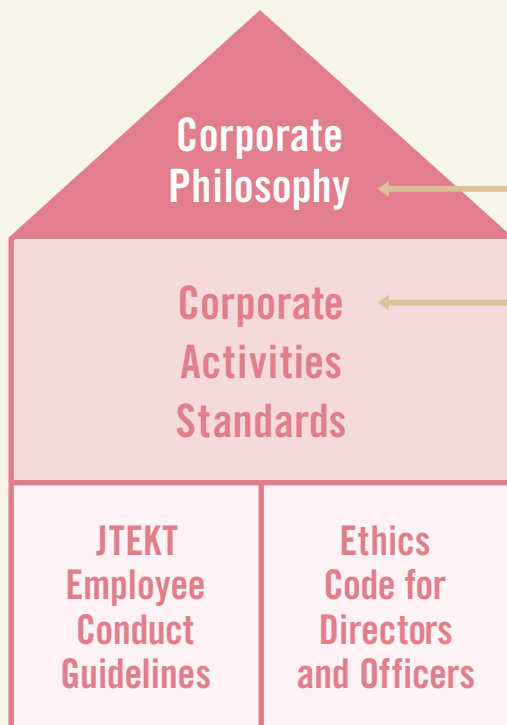 Corporate
Philosophy
Corporate
Activities
Standards
JTEKT
Employee
Conduct
Guidelines
Ethics
Code for
Directors
and Officers